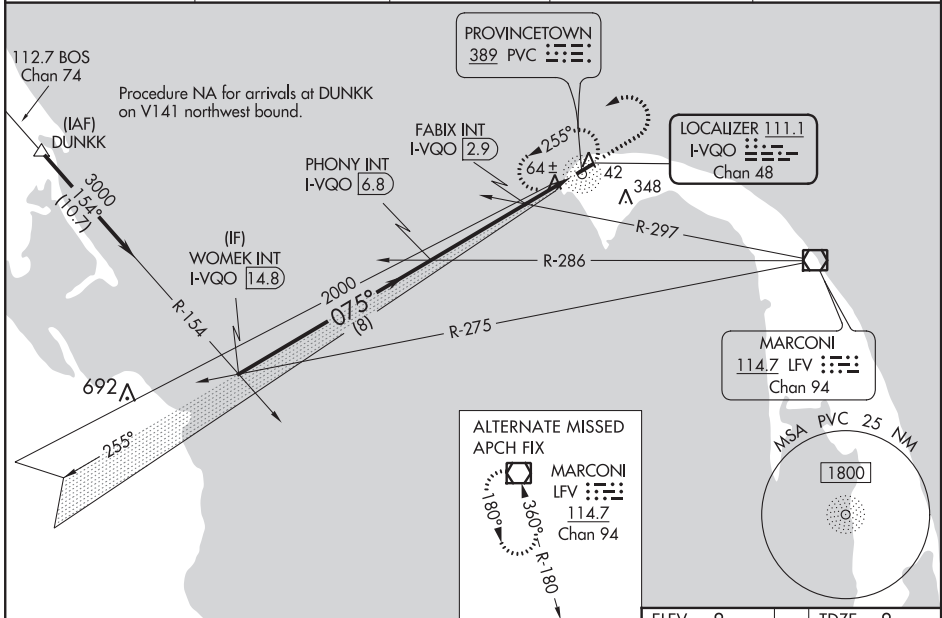 PROVINCETOWN
389 PVC
112.7 BOS
Chan 74
Procedure NA for arrivals at DUNKK
on V141 northwest bound.
(IAF)
DUNKK
FABIX INT
I-VQO 2.9
255°
LOCALIZER 111.1
I-VQO
Chan 48
PHONY INT
I-VQO 6.8
64±
42
348
3000
154°
(10.7)
R-297
(IF)
WOMEK INT
I-VQO 14.8
R-286
2000
075°
(8)
R-154
R-275
MARCONI
114.7 LFV
Chan 94
692
255°
ALTERNATE MISSED
APCH FIX
MARCONI
LFV
114.7
Chan 94
180°
360°
R-180
MSA PVC 25 NM
1800